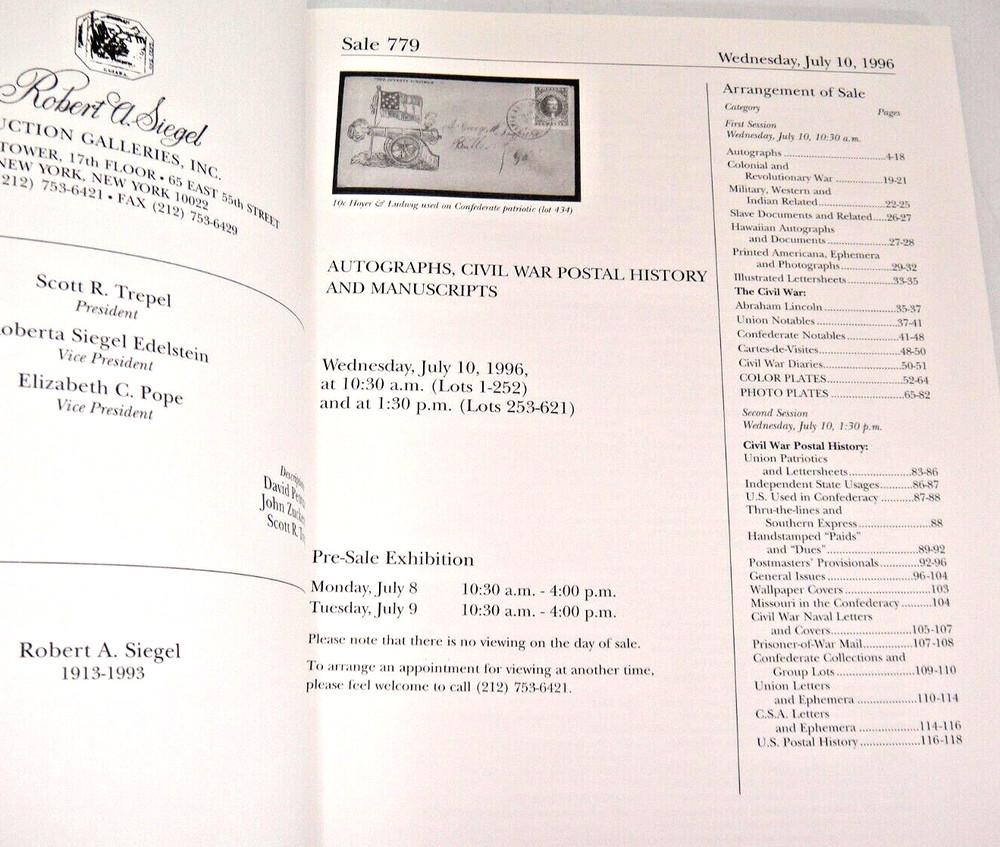 Robert A. Siegel
AUCTION GALLERIES, INC.
TOWER, 17th FLOOR • 65 EAST 55th STREET
NEW YORK, NEW YORK 10022
212) 753-6421 • FAX (212) 753-6429
Scott R. Trepel
President
Roberta Siegel Edelstein
Vice President
Elizabeth C. Pope
Vice President
David
John
Scott R.
Robert A. Siegel
1913-1993
Sale 779
Wednesday, July 10, 1996
10c Hoyer & Ludwig used on Confederate patriotic (lot 434)
AUTOGRAPHS, CIVIL WAR POSTAL HISTORY
AND MANUSCRIPTS
Wednesday, July 10, 1996,
at 10:30 a.m. (Lots 1-252)
and at 1:30 p.m. (Lots 253-621)
Pre-Sale Exhibition
Monday, July 8 10:30 a.m. - 4:00 p.m.
Tuesday, July 9 10:30 a.m. - 4:00 p.m.
Please note that there is no viewing on the day of sale.
To arrange an appointment for viewing at another time,
please feel welcome to call (212) 753-6421.
Arrangement of Sale
Category Pages
First Session
Wednesday, July 10, 10:30 a.m.
Autographs 4-18
Colonial and
Revolutionary War 19-21
Military, Western and
Indian Related 22-25
Slave Documents and Related 26-27
Hawaiian Autographs
and Documents 27-28
Printed Americana, Ephemera
and Photographs 29-32
Illustrated Lettersheets 33-35
The Civil War:
Abraham Lincoln 35-37
Union Notables 37-41
Confederate Notables 41-48
Cartes-de-Visites 48-50
Civil War Diaries 50-51
COLOR PLATES 52-64
PHOTO PLATES 65-82
Second Session
Wednesday, July 10, 1:30 p.m.
Civil War Postal History:
Union Patriotics
and Lettersheets 83-86
Independent State Usages 86-87
U.S. Used in Confederacy 87-88
Thru-the-lines and
Southern Express 88
Handstamped "Paids"
and "Dues" 89-92
Postmasters' Provisionals 92-96
General Issues 96-104
Wallpaper Covers 103
Missouri in the Confederacy 104
Civil War Naval Letters
and Covers 105-107
Prisoner-of-War Mail 107-108
Confederate Collections and
Group Lots 109-110
Union Letters
and Ephemera 110-114
C.S.A. Letters
and Ephemera 114-116
U.S. Postal History 116-118